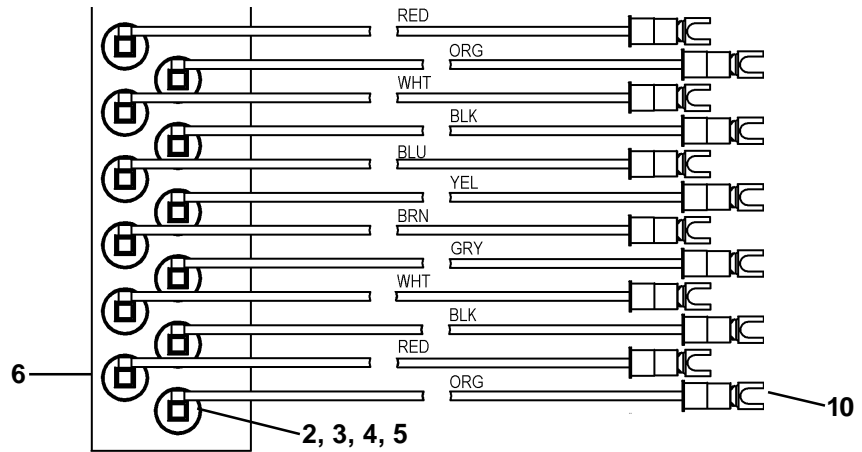 RED
ORG
WHT
BLK
BLU
YEL
BRN
GRY
WHT
BLK
RED
6
ORG
10
2, 3, 4, 5